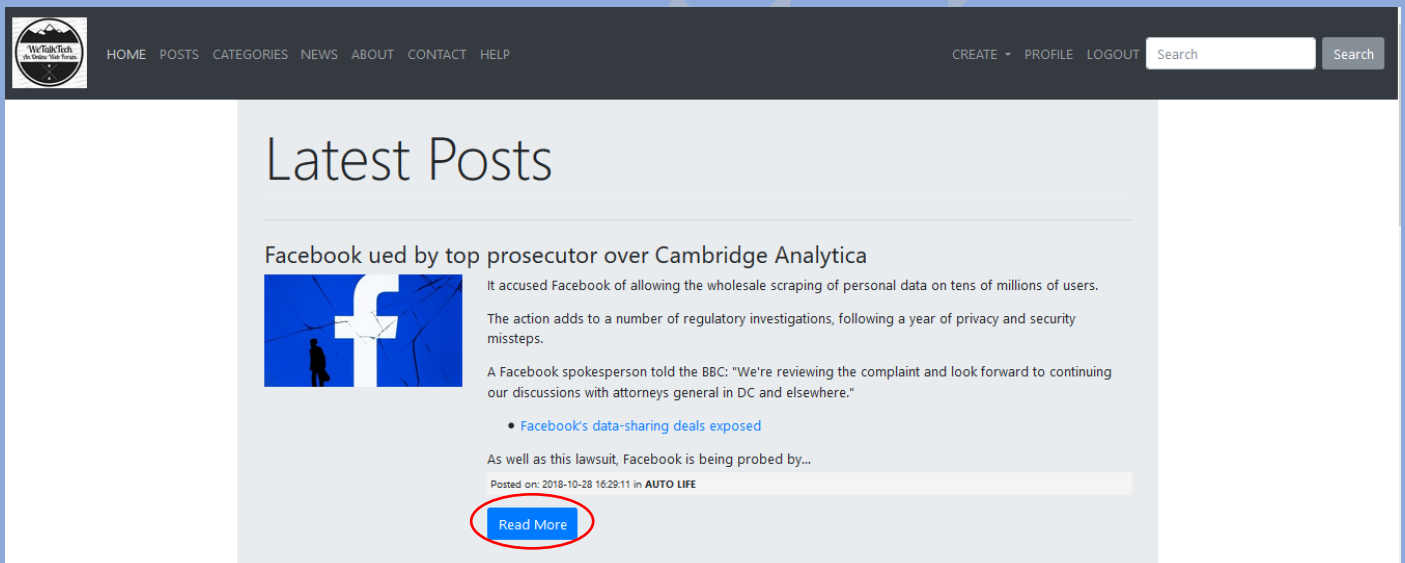 WeTalkTech
An Online Web Forum
HOME POSTS CATEGORIES NEWS ABOUT CONTACT HELP CREATE PROFILE LOGOUT Search Search
Latest Posts
Facebook ued by top prosecutor over Cambridge Analytica
It accused Facebook of allowing the wholesale scraping of personal data on tens of millions of users.
The action adds to a number of regulatory investigations, following a year of privacy and security
missteps.
A Facebook spokesperson told the BBC: "We're reviewing the complaint and look forward to continuing
our discussions with attorneys general in DC and elsewhere."
• Facebook's data-sharing deals exposed
As well as this lawsuit, Facebook is being probed by...
Posted on: 2018-10-28 16:29:11 in AUTO LIFE
Read More